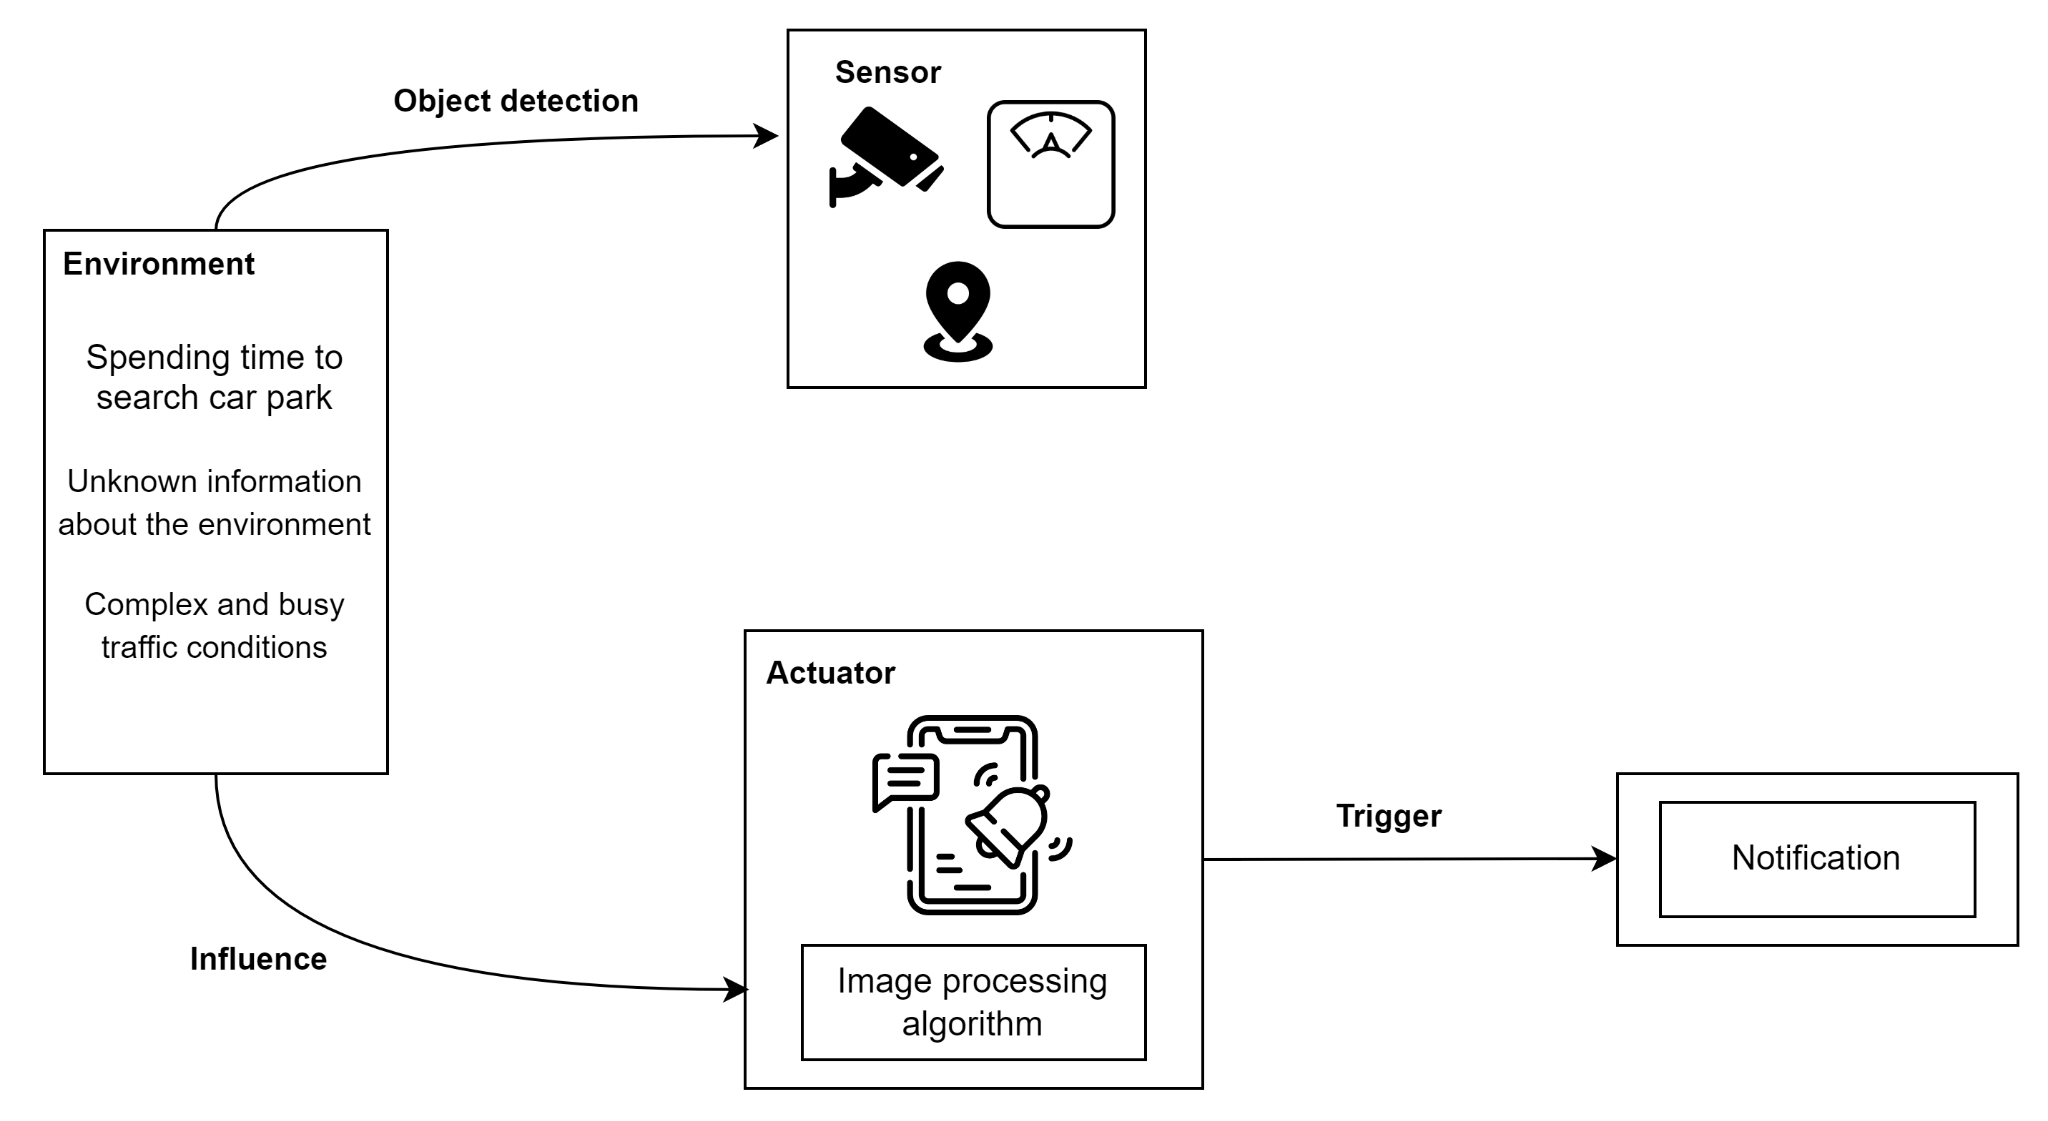 Sensor
Object detection
Environment
Spending time to
search car park
Unknown information
about the environment
Complex and busy
traffic conditions
Actuator
Trigger
Notification
Influence
Image processing
algorithm